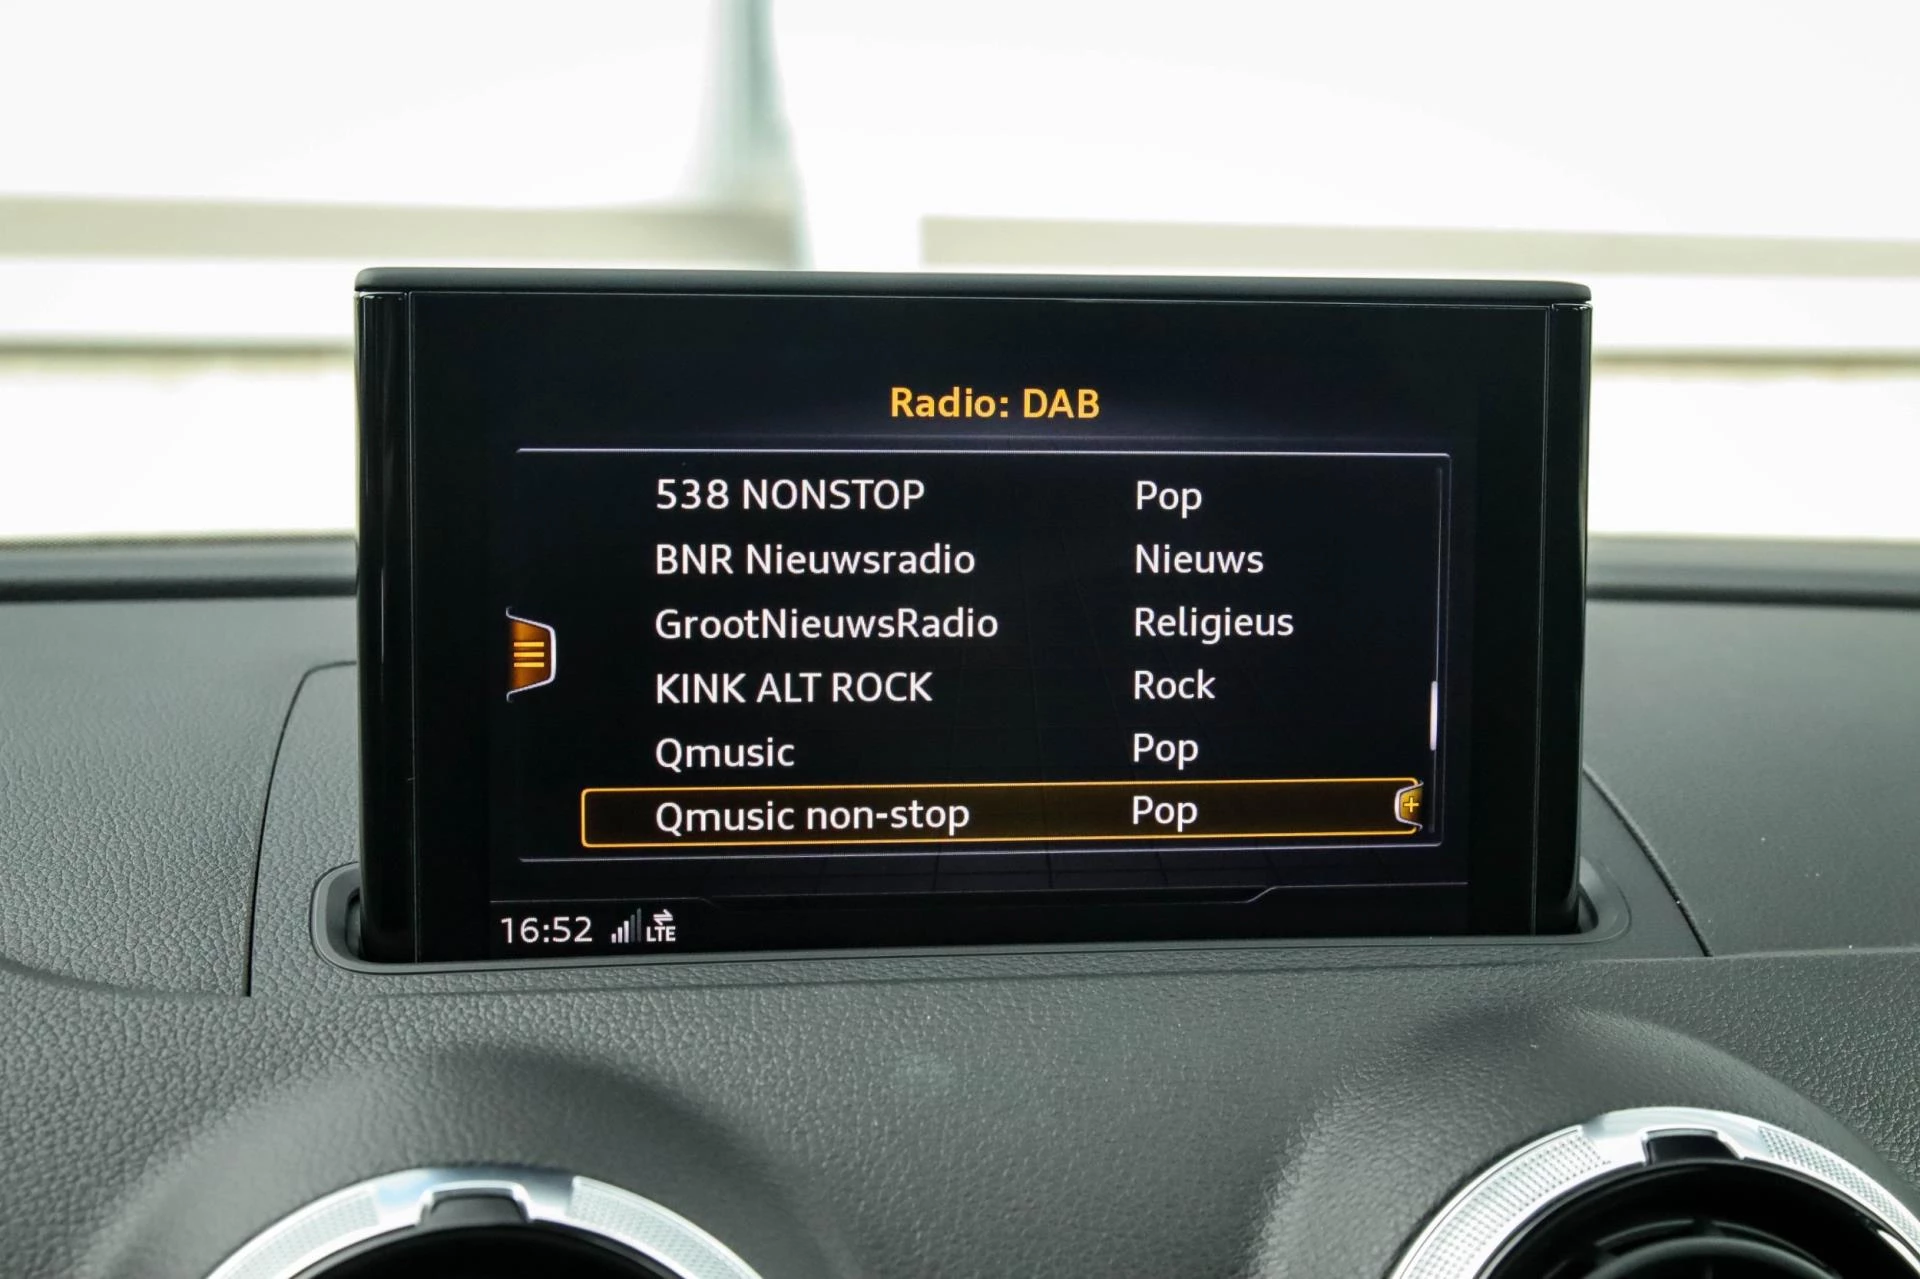 Radio: DAB
538 NONSTOP Pop
BNR Nieuwsradio Nieuws
GrootNieuwsRadio Religieus
KINK ALT ROCK Rock
Qmusic Pop
Qmusic non-stop Pop
16:52 LTE